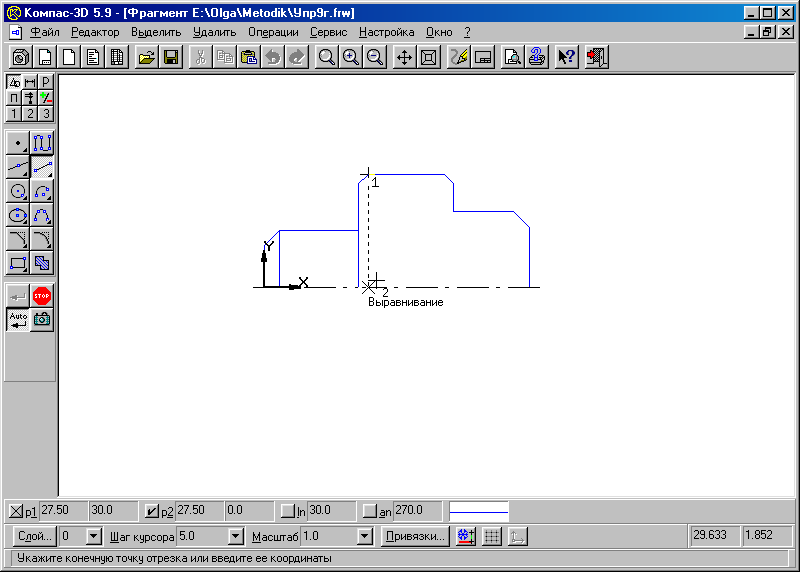 Компас-3D 5.9 - [Фрагмент E:\Olga\Metodik\Упр9г.frw]
Файл Редактор Выделить Удалить Операции Сервис Настройка Окно ?
P
П
1 2 3
STOP
Auto
1
Y
X
2
Выравнивание
p1 27.50 30.0 p2 27.50 0.0 ln 30.0 an 270.0
Слой... 0 Шаг курсора 5.0 Масштаб 1.0 Привязки... 29.633 1.852
Укажите конечную точку отрезка или введите ее координаты